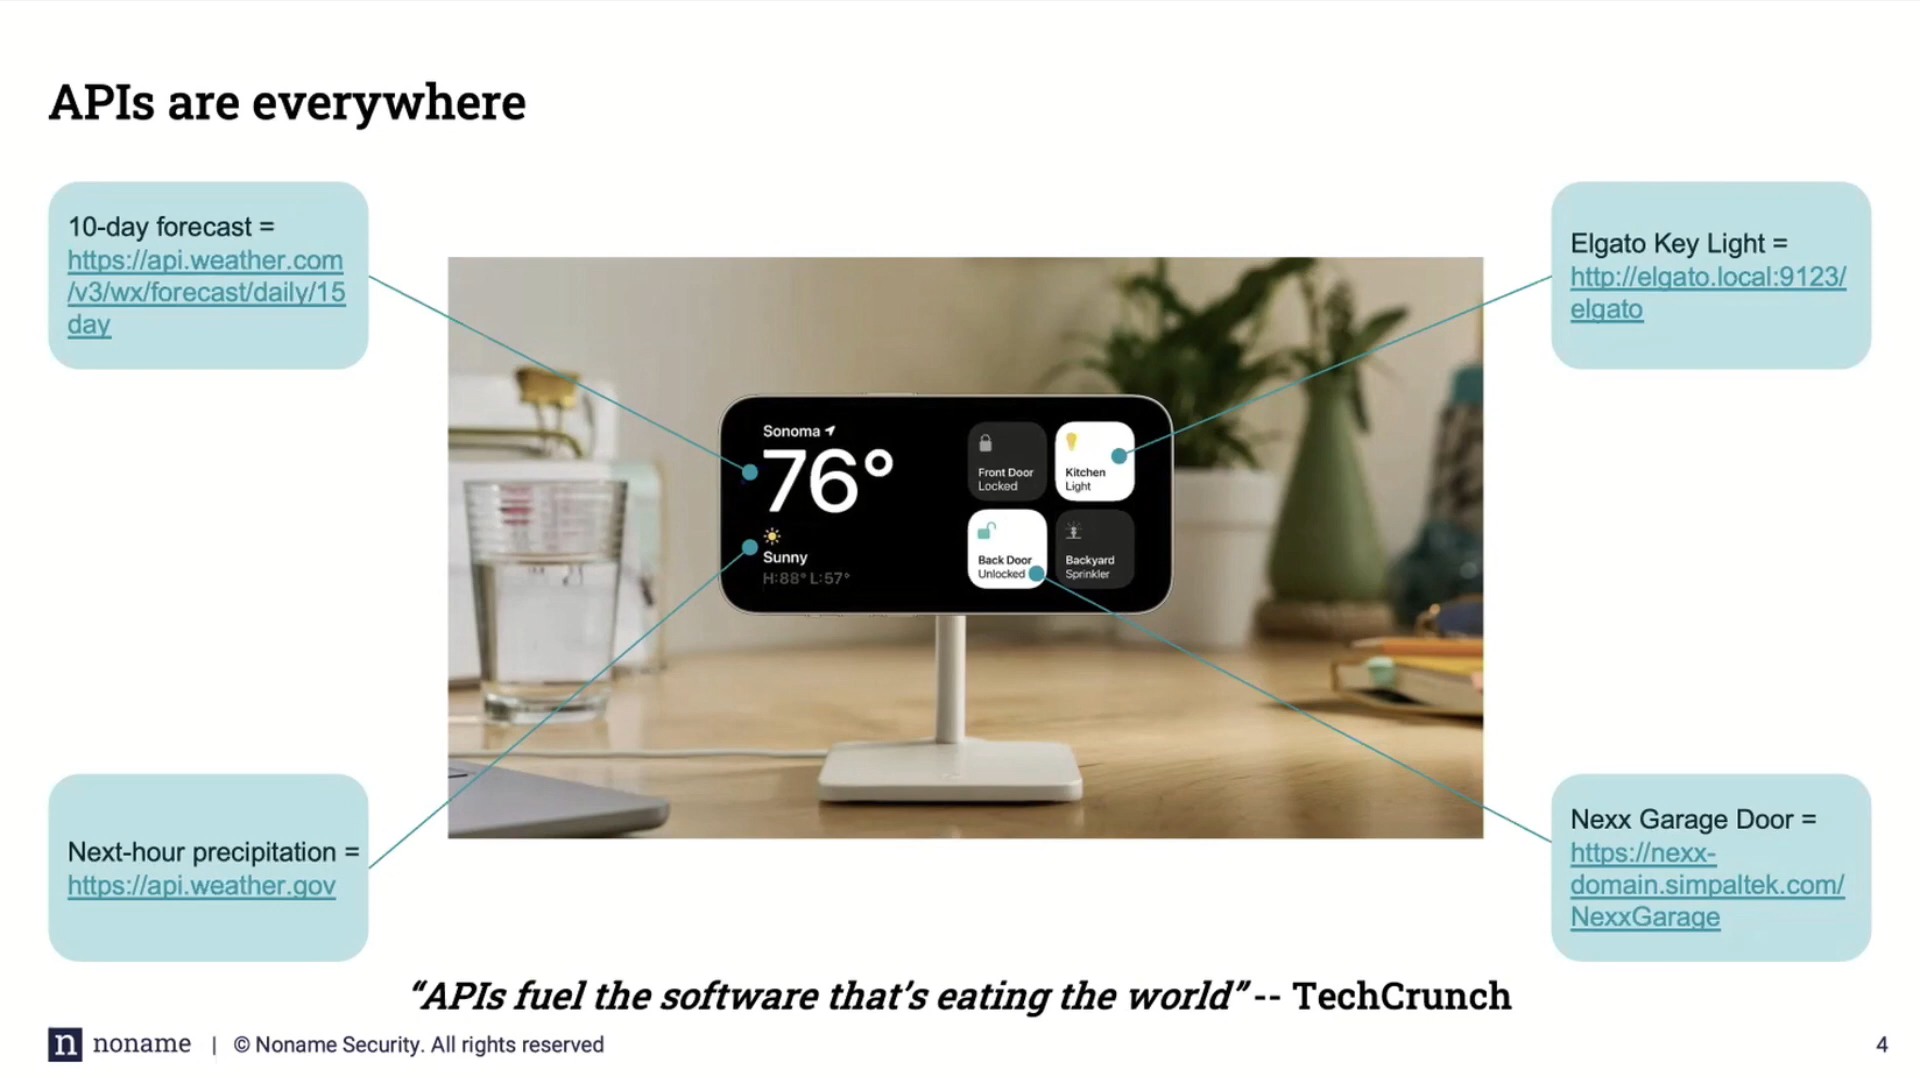 APIs are everywhere
10-day forecast =
https://api.weather.com
/v3/wx/forecast/daily/15
day
Elgato Key Light =
http://elgato.local:9123/
elgato
Sonoma
76°
Sunny
H:88° L:57°
Front Door
Locked
Kitchen
Light
Back Door
Unlocked
Backyard
Sprinkler
Next-hour precipitation =
https://api.weather.gov
Nexx Garage Door =
https://nexx-
domain.simpaltek.com/
NexxGarage
“APIs fuel the software that’s eating the world” -- TechCrunch
n noname | © Noname Security. All rights reserved
4